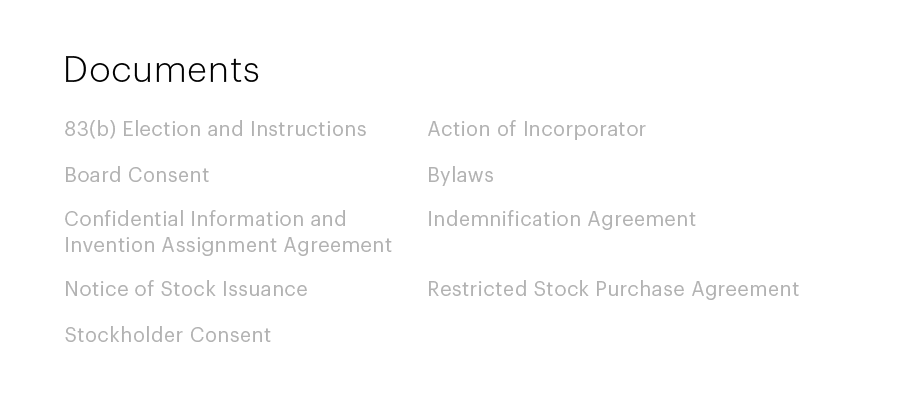 Documents
83(b) Election and Instructions
Action of Incorporator
Board Consent
Bylaws
Confidential Information and
Invention Assignment Agreement
Indemnification Agreement
Notice of Stock Issuance
Restricted Stock Purchase Agreement
Stockholder Consent